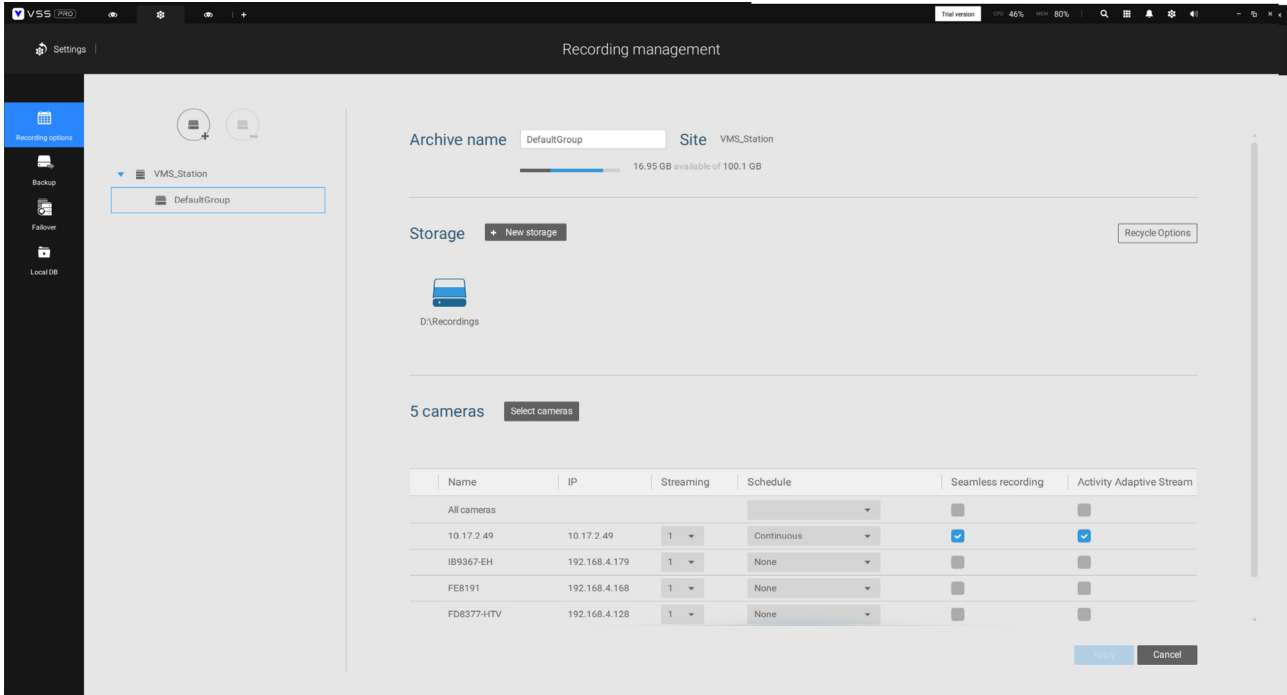 VSS PRO + Trial version CPU 46% MEM 80%
Settings Recording management
Recording options
Backup
Failover
Local DB
VMS_Station
DefaultGroup
Archive name DefaultGroup Site VMS_Station
16.95 GB available of 100.1 GB
Storage + New storage Recycle Options
D:\Recordings
5 cameras Select cameras
Name IP Streaming Schedule Seamless recording Activity Adaptive Stream
All cameras
10.17.2.49 10.17.2.49 1 Continuous
IB9367-EH 192.168.4.179 1 None
FE8191 192.168.4.168 1 None
FD8377-HTV 192.168.4.128 1 None
Apply Cancel